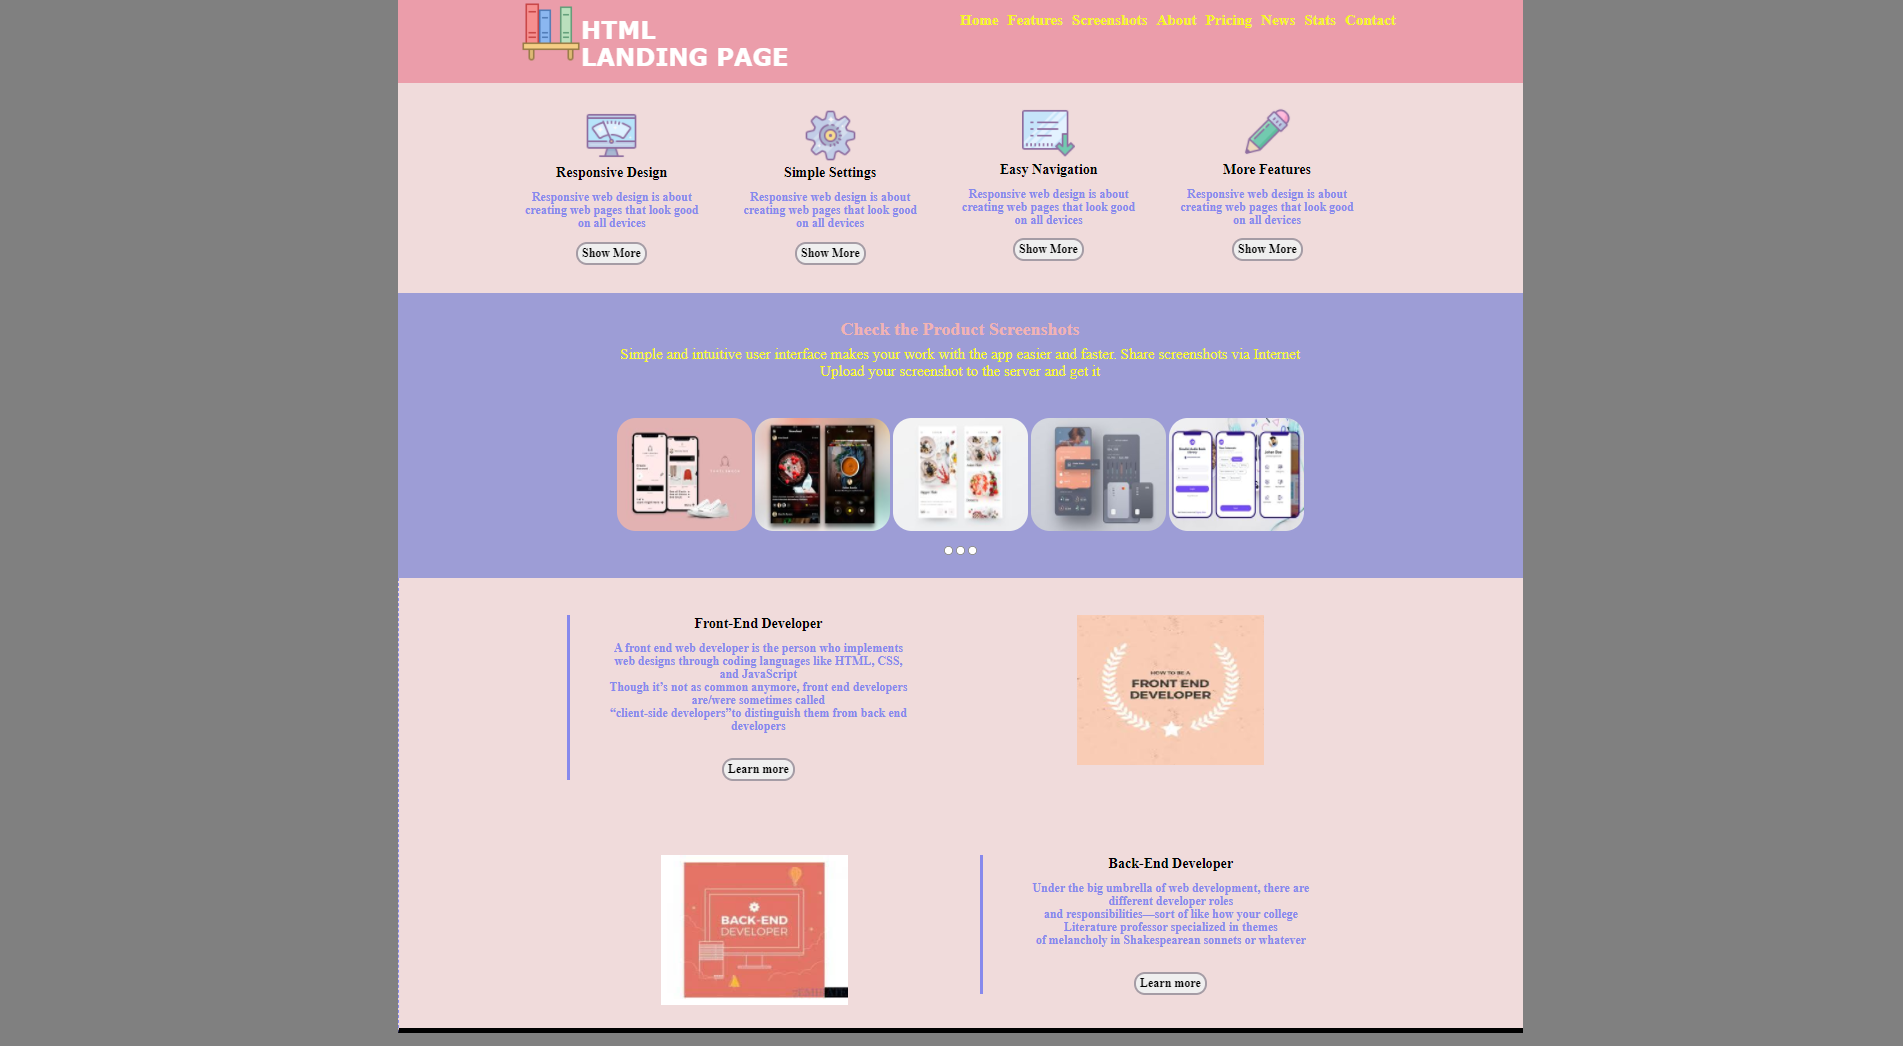 HTML
LANDING PAGE
Home Features Screenshots About Pricing News Stats Contact
Responsive Design
Responsive web design is about
creating web pages that look good
on all devices
Show More
Simple Settings
Responsive web design is about
creating web pages that look good
on all devices
Show More
Easy Navigation
Responsive web design is about
creating web pages that look good
on all devices
Show More
More Features
Responsive web design is about
creating web pages that look good
on all devices
Show More
Check the Product Screenshots
Simple and intuitive user interface makes your work with the app easier and faster. Share screenshots via Internet
Upload your screenshot to the server and get it
Front-End Developer
A front end web developer is the person who implements
web designs through coding languages like HTML, CSS,
and JavaScript
Though it’s not as common anymore, front end developers
are/were sometimes called
“client-side developers”to distinguish them from back end
developers
Learn more
HOW TO BE A
FRONT END
DEVELOPER
BACK-END
DEVELOPER
Back-End Developer
Under the big umbrella of web development, there are
different developer roles
and responsibilities—sort of like how your college
Literature professor specialized in themes
of melancholy in Shakespearean sonnets or whatever
Learn more